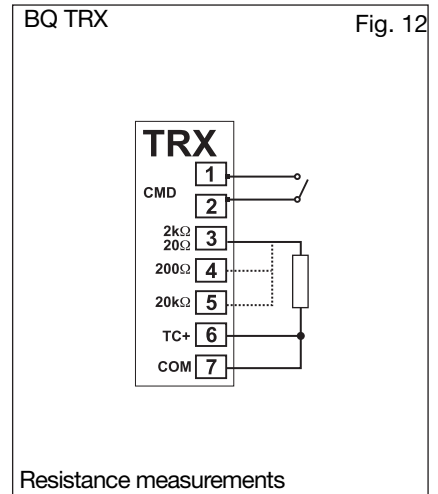 BQ TRX
Fig. 12
TRX
1
CMD
2
2kΩ
20Ω
3
200Ω 4
20kΩ 5
TC+ 6
COM 7
Resistance measurements